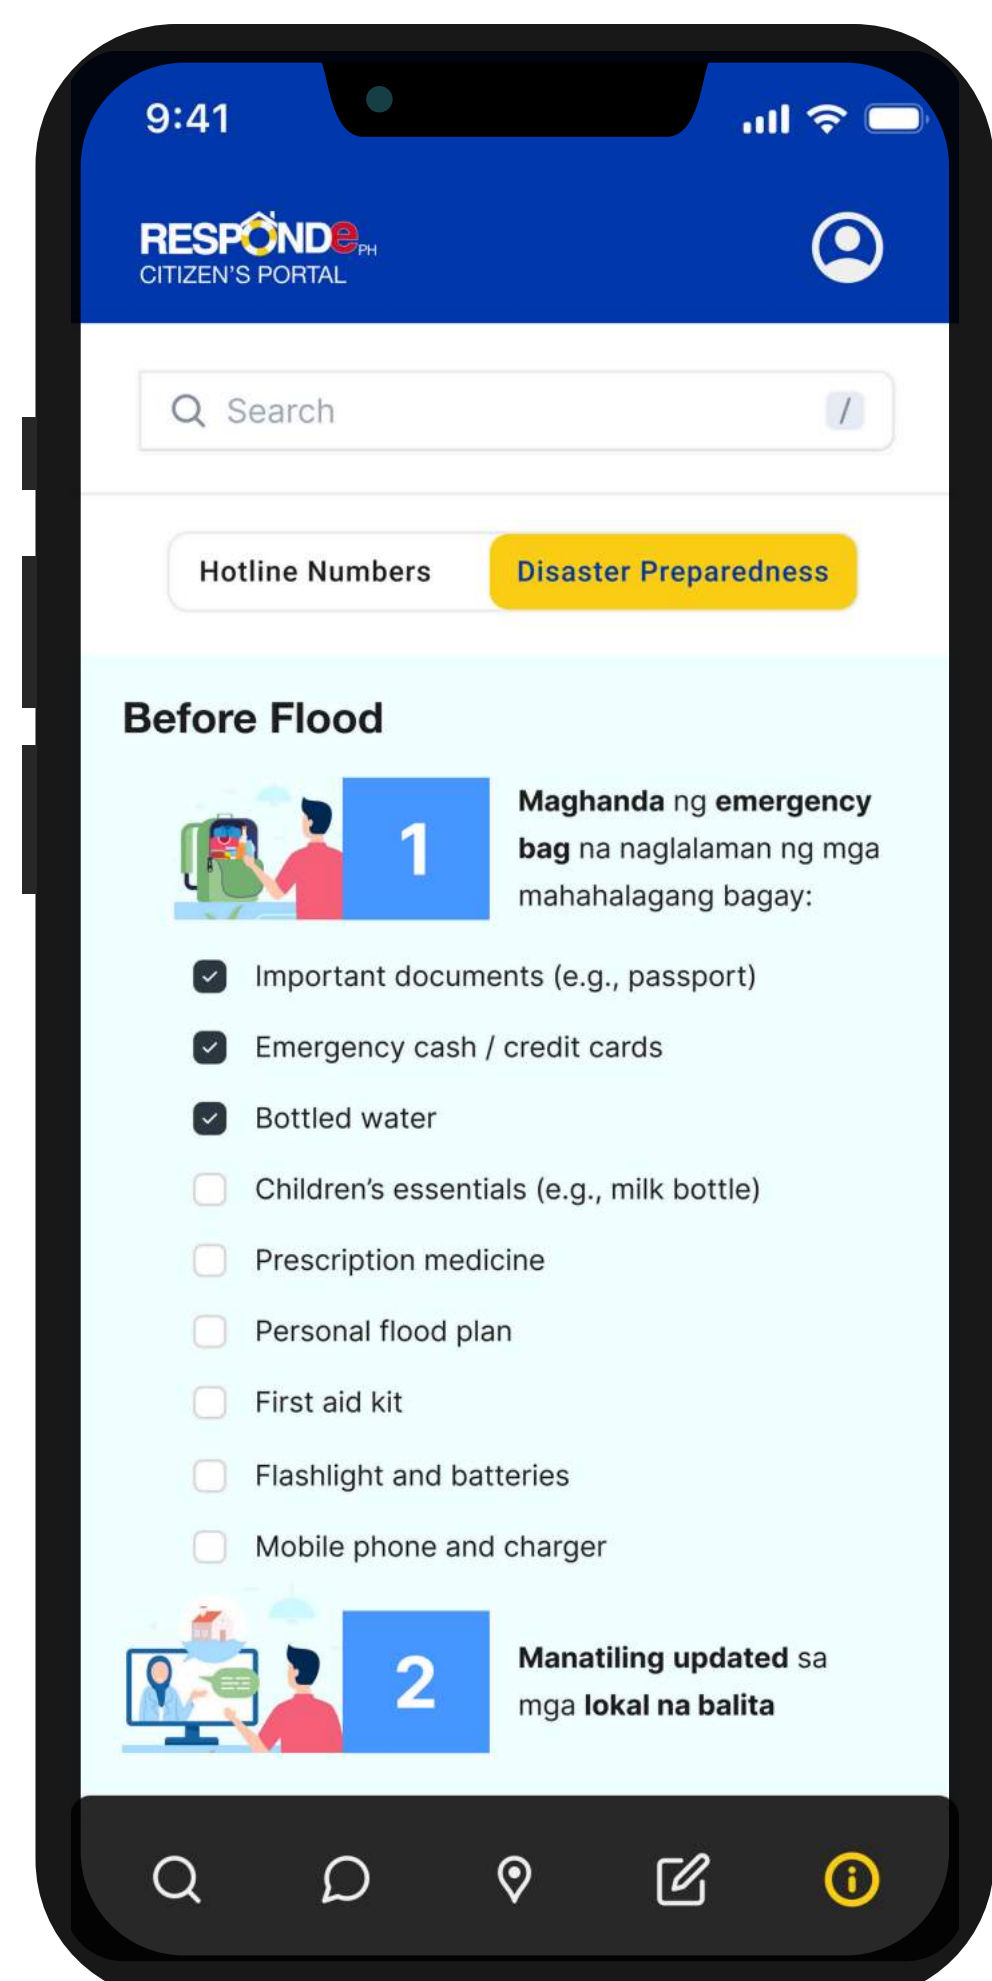 9:41
RESPONDe PH
CITIZEN'S PORTAL
Search /
Hotline Numbers
Disaster Preparedness
Before Flood
1
Maghanda ng emergency
bag na naglalaman ng mga
mahahalagang bagay:
Important documents (e.g., passport)
Emergency cash / credit cards
Bottled water
Children’s essentials (e.g., milk bottle)
Prescription medicine
Personal flood plan
First aid kit
Flashlight and batteries
Mobile phone and charger
2
Manatiling updated sa
mga lokal na balita